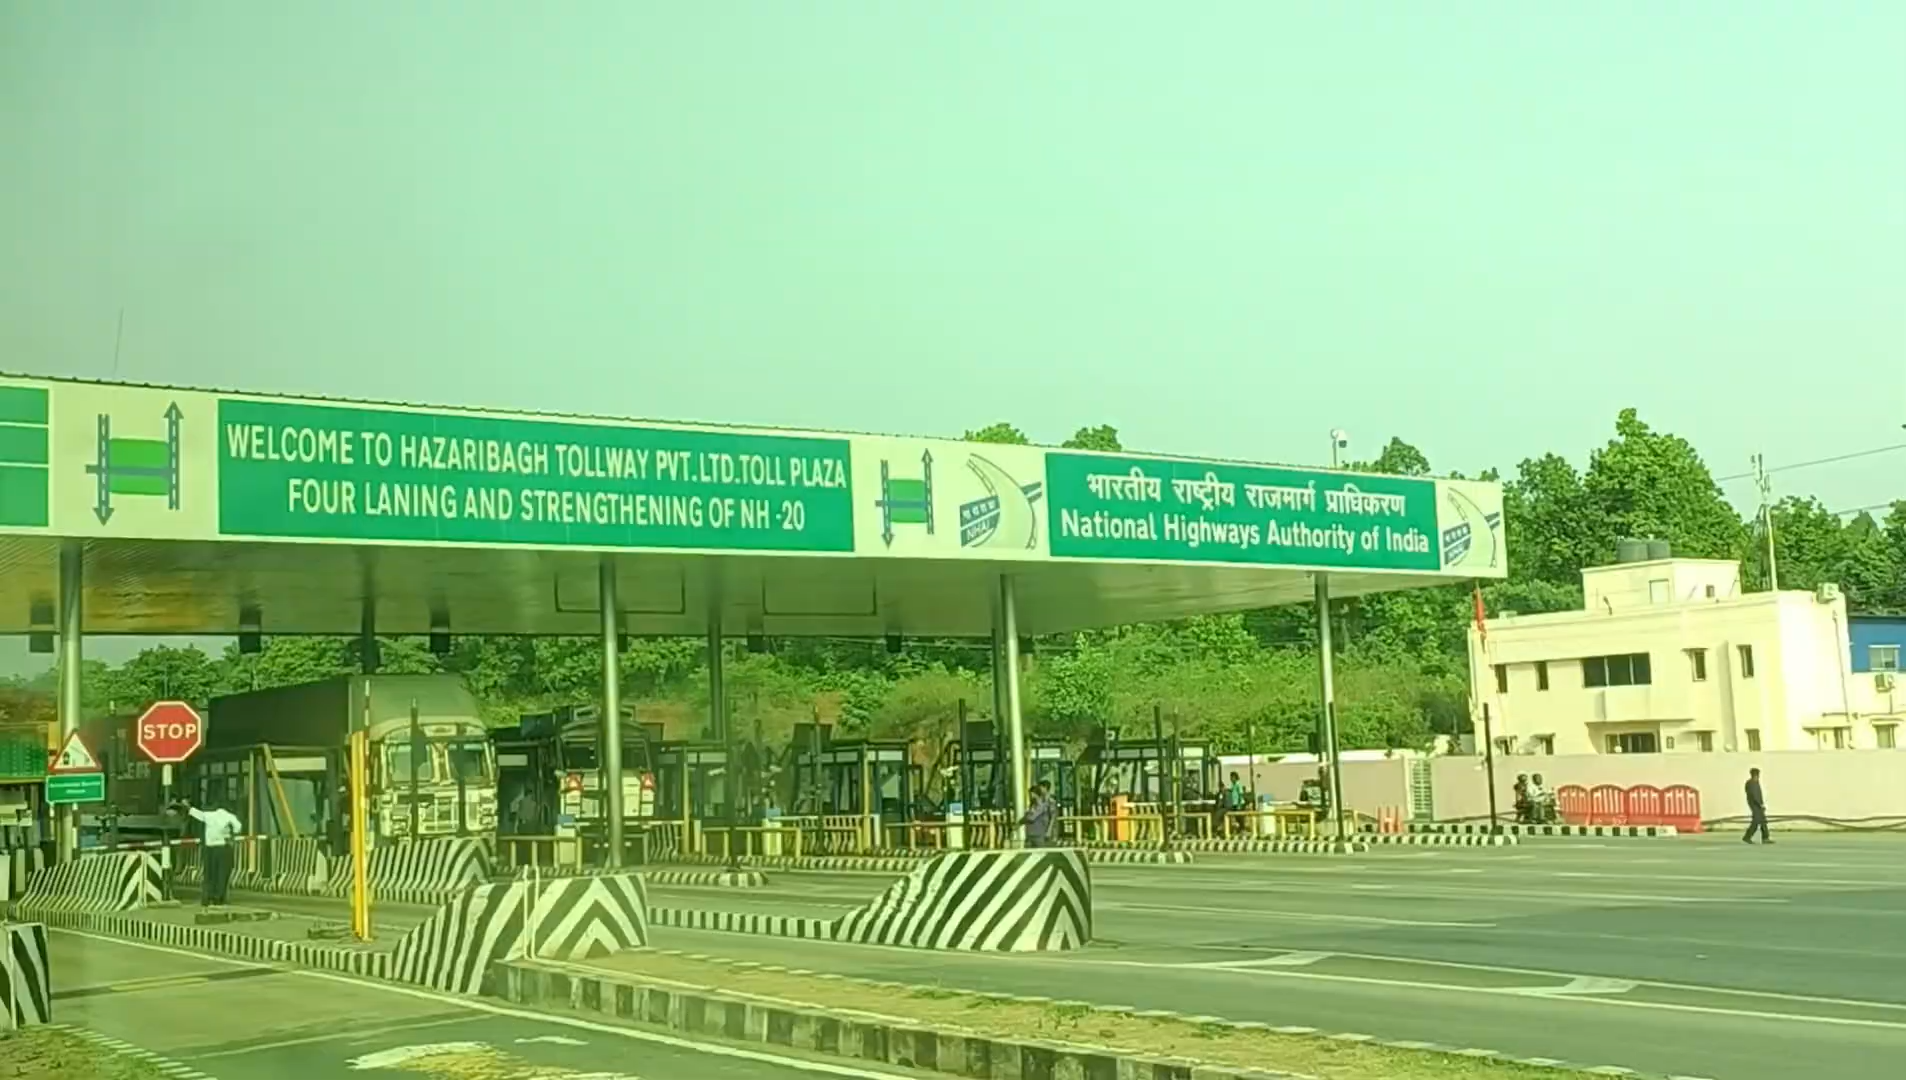 WELCOME TO HAZARIBAGH TOLLWAY PVT.LTD.TOLL PLAZA
FOUR LANING AND STRENGTHENING OF NH -20
NHAI
भारतीय राष्ट्रीय राजमार्ग प्राधिकरण
National Highways Authority of India
NHAI
STOP